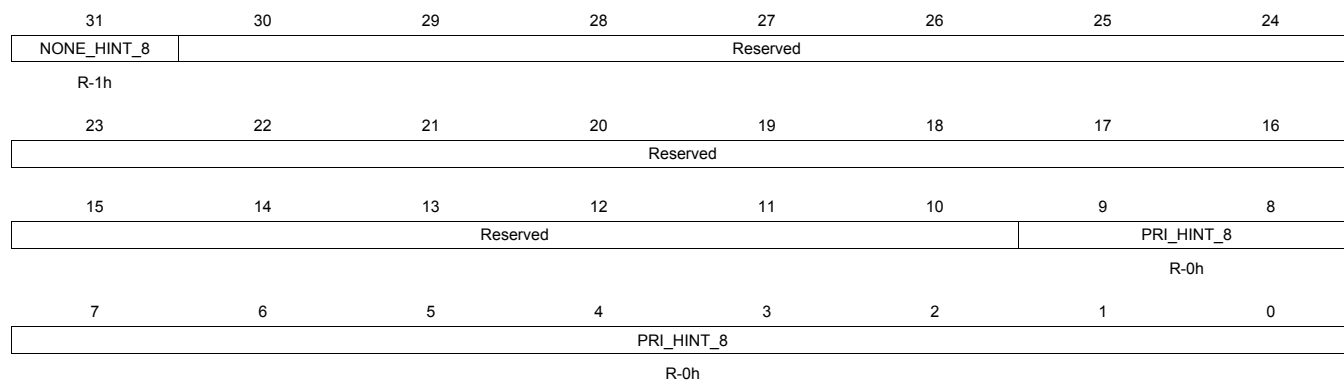 31 30 29 28 27 26 25 24
NONE_HINT_8 Reserved
R-1h
23 22 21 20 19 18 17 16
Reserved
15 14 13 12 11 10 9 8
Reserved PRI_HINT_8
R-0h
7 6 5 4 3 2 1 0
PRI_HINT_8
R-0h